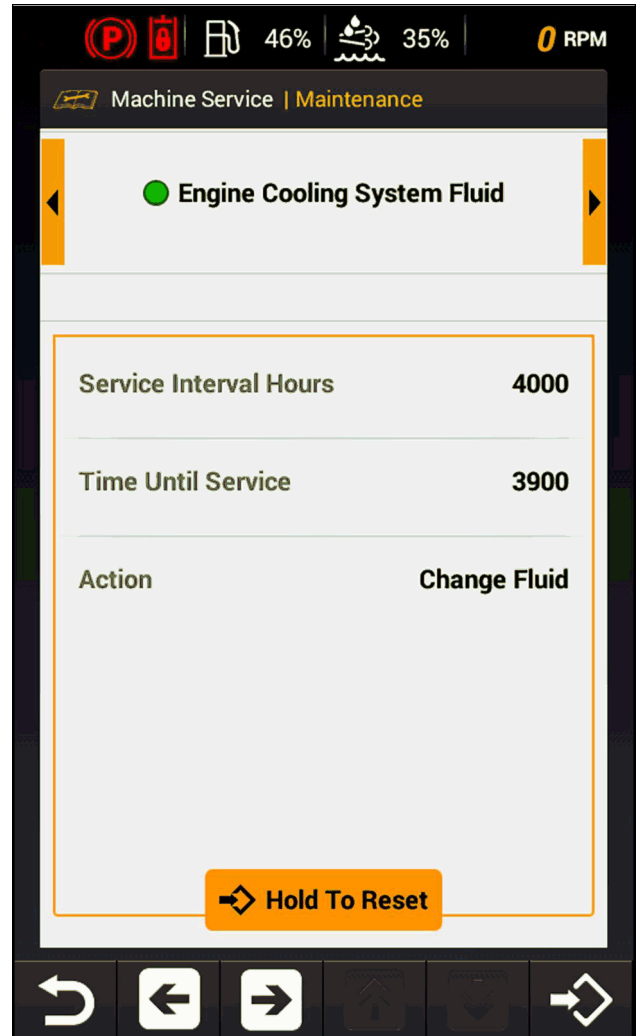 P 46% 35% 0 RPM
Machine Service | Maintenance
Engine Cooling System Fluid
Service Interval Hours 4000
Time Until Service 3900
Action Change Fluid
Hold To Reset